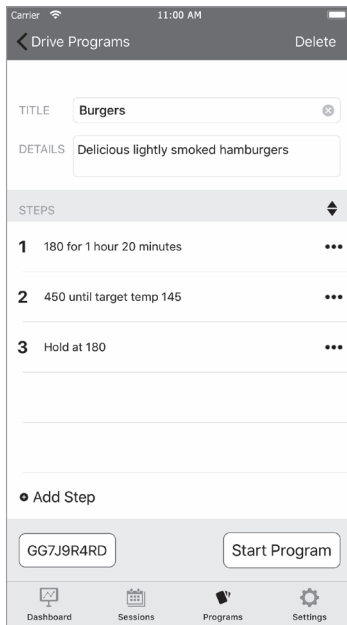 Carrier 11:00 AM
Drive Programs Delete
TITLE Burgers
DETAILS Delicious lightly smoked hamburgers
STEPS
1 180 for 1 hour 20 minutes
2 450 until target temp 145
3 Hold at 180
Add Step
GG7J9R4RD Start Program
Dashboard Sessions Programs Settings